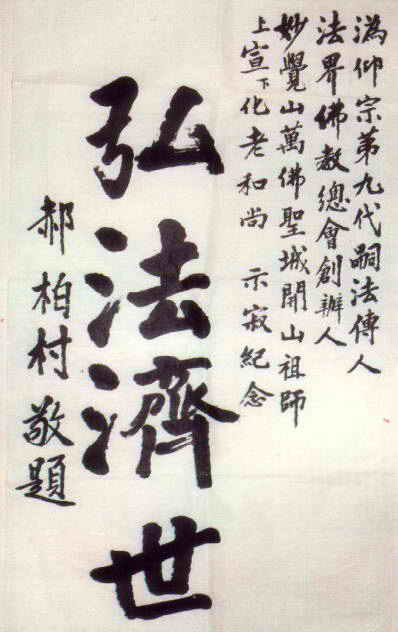 溈仰宗第九代嗣法傳人
法界佛教總會創辦人
妙覺山萬佛聖城開山祖師
上宣下化老和尚 示寂紀念
弘法濟世
郝柏村敬題